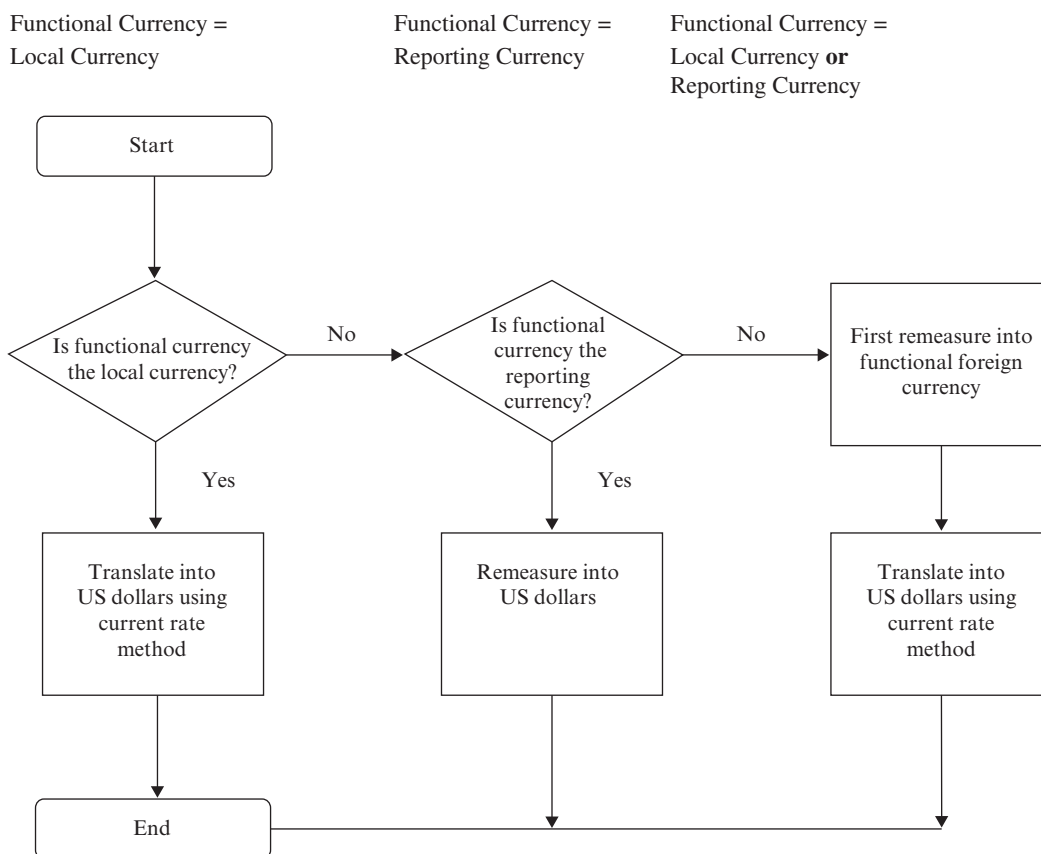 Functional Currency =
Local Currency
Functional Currency =
Reporting Currency
Functional Currency =
Local Currency or
Reporting Currency
Start
Is functional currency
the local currency?
No
Is functional
currency the
reporting
currency?
No
First remeasure into
functional foreign
currency
Yes
Yes
Translate into
US dollars using
current rate
method
Remeasure into
US dollars
Translate into
US dollars using
current rate
method
End